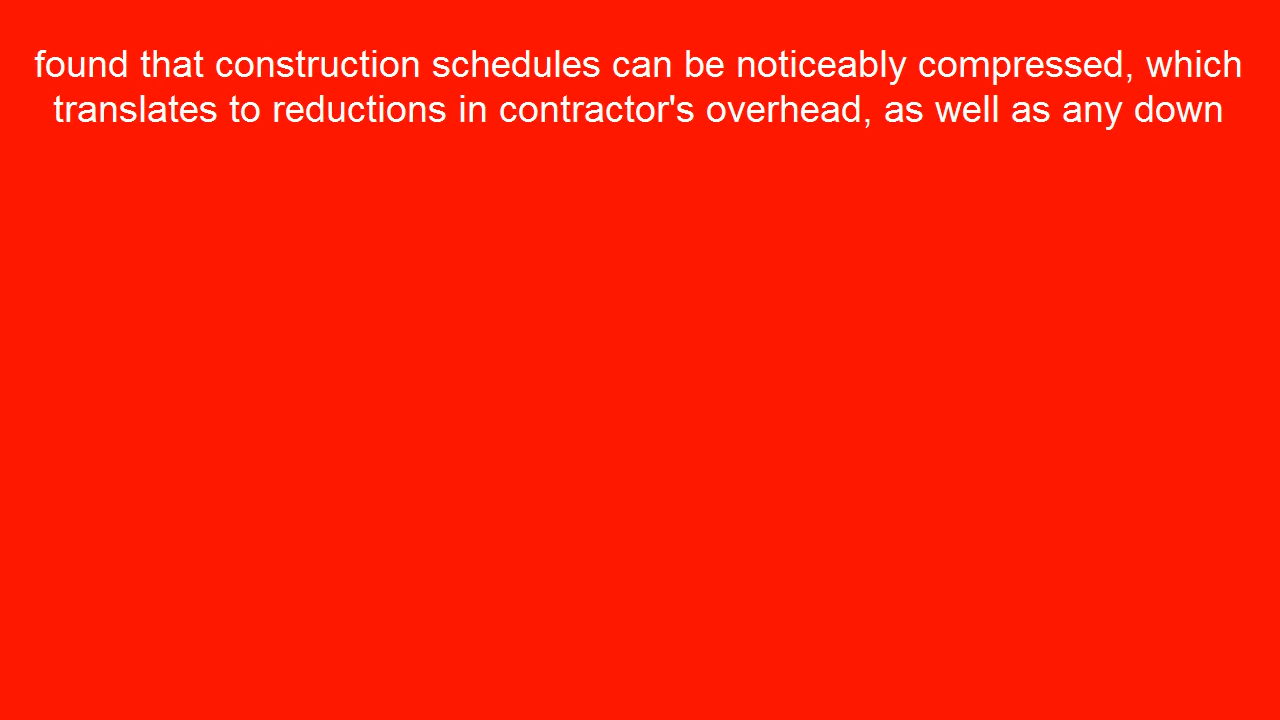 found that construction schedules can be noticeably compressed, which
translates to reductions in contractor's overhead, as well as any down